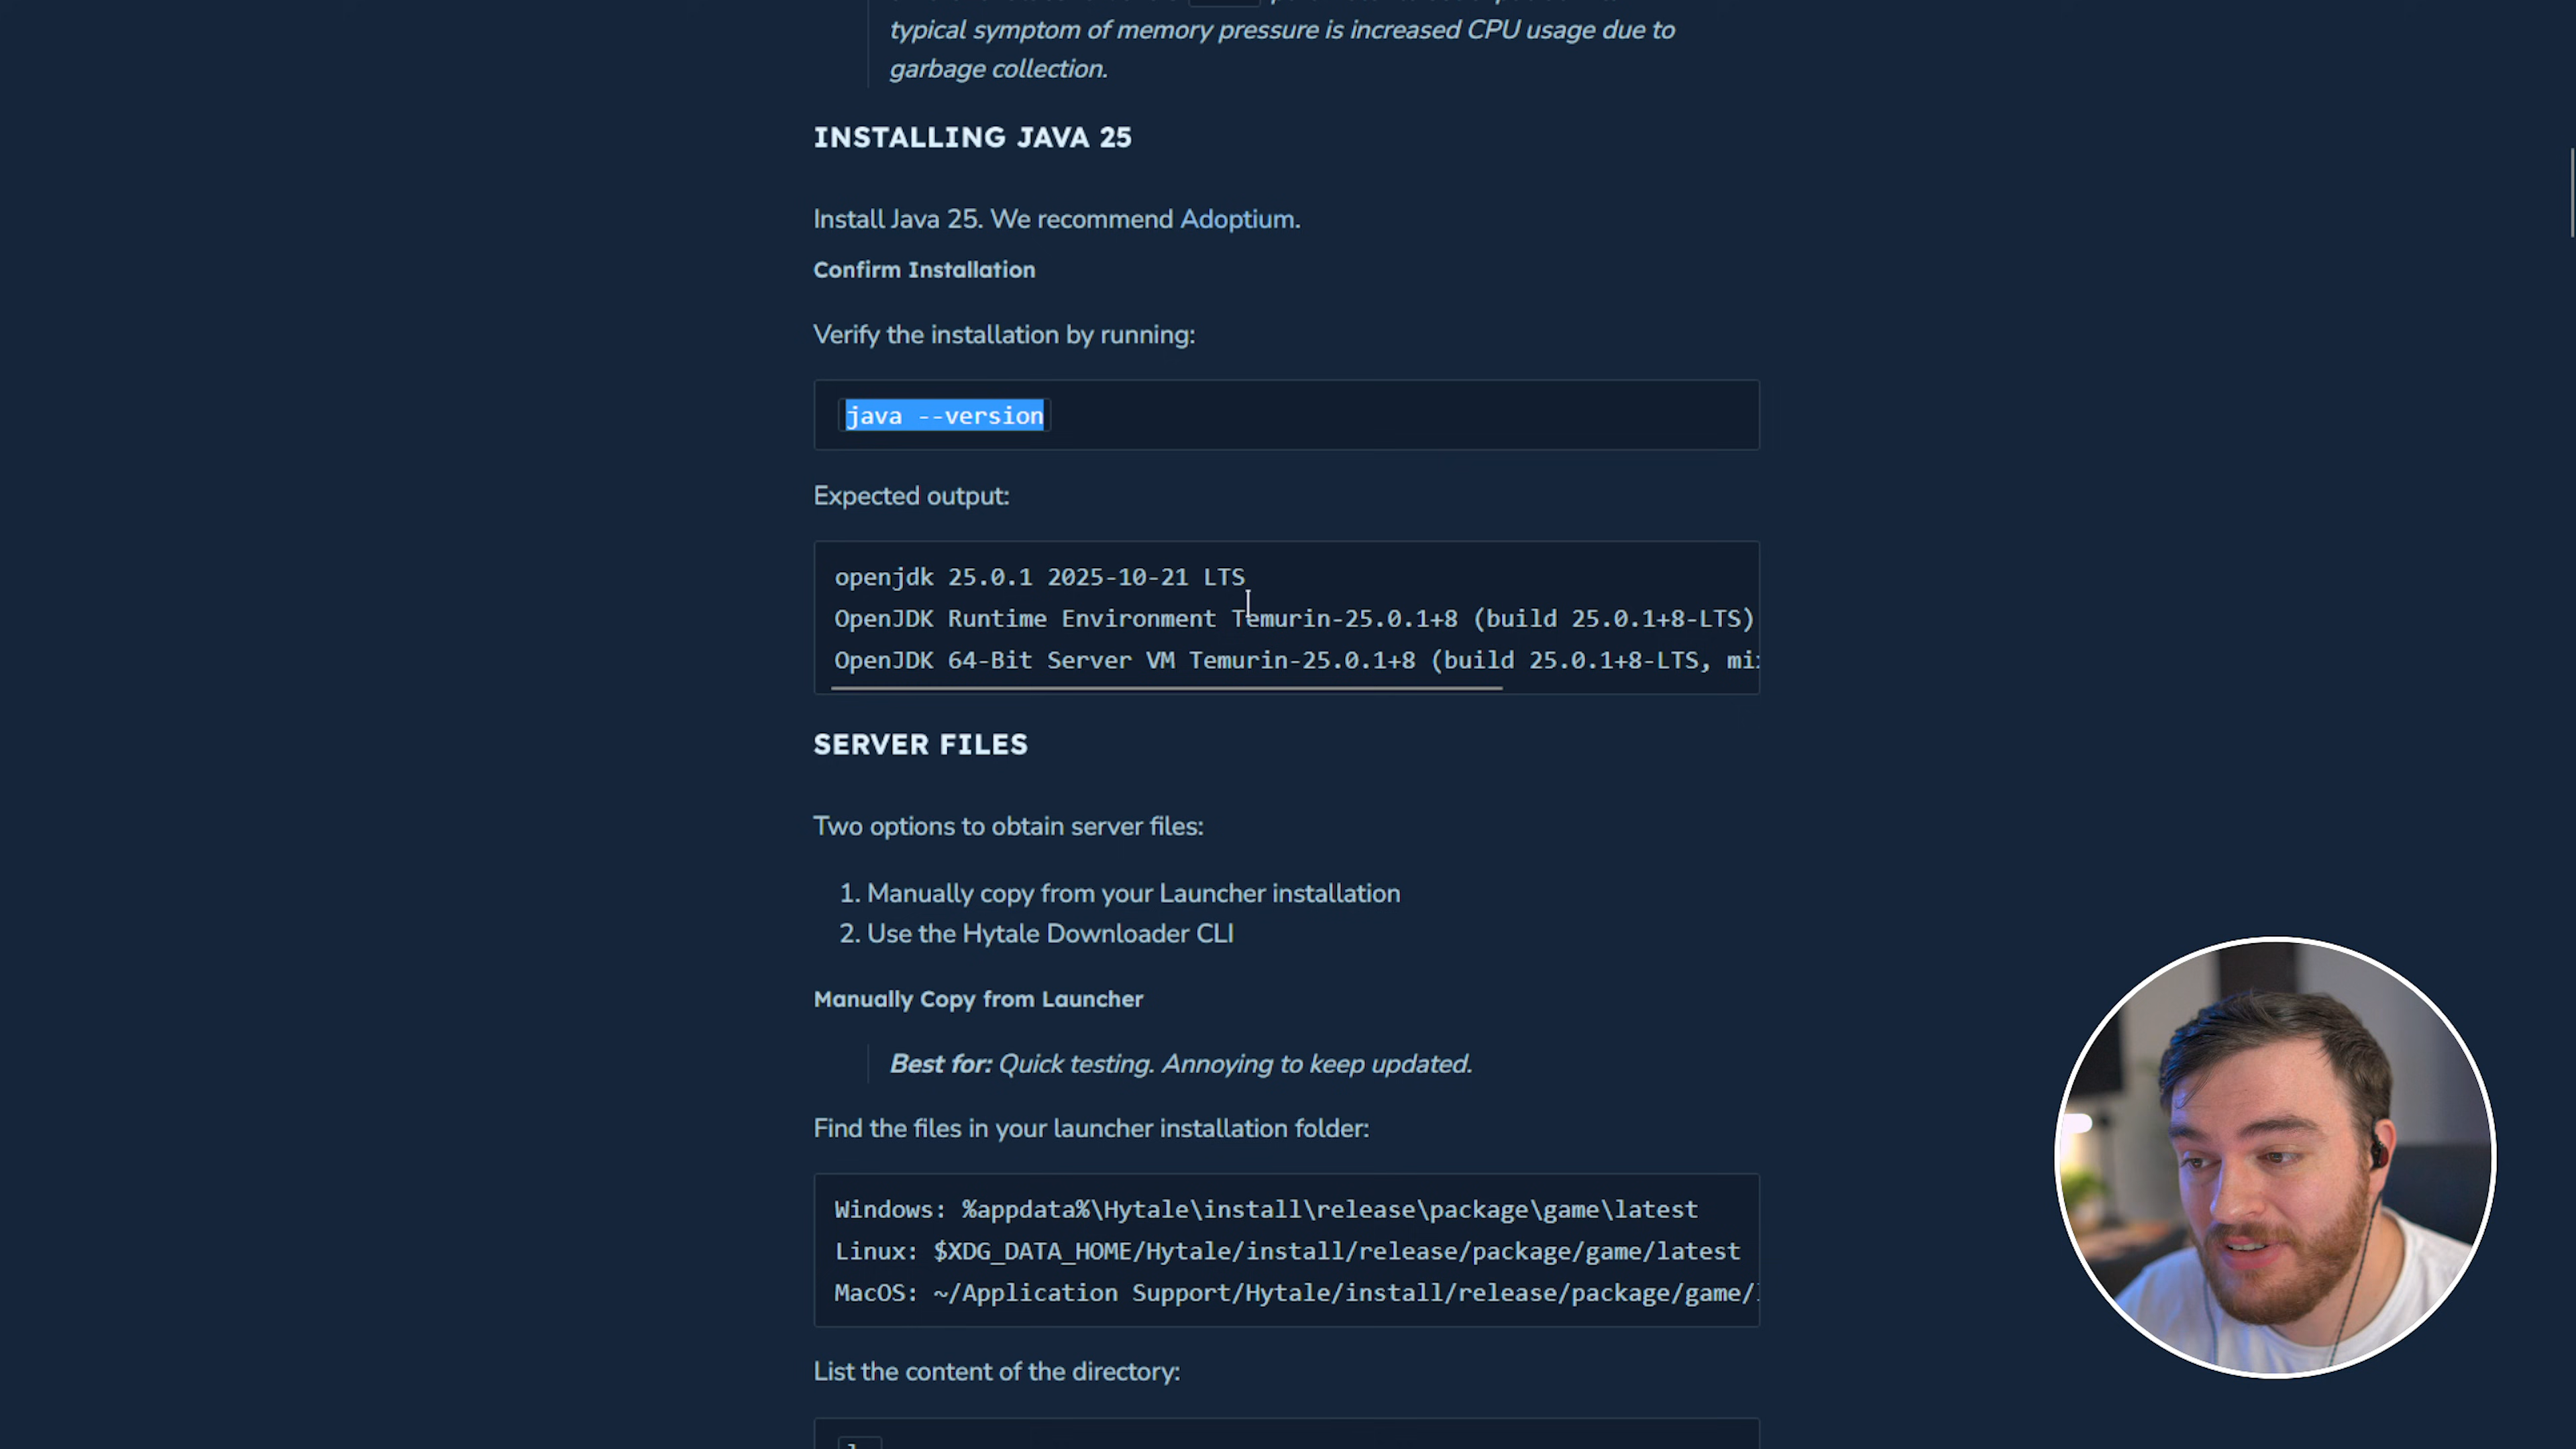 typical symptom of memory pressure is increased CPU usage due to
garbage collection.
INSTALLING JAVA 25
Install Java 25. We recommend Adoptium.
Confirm Installation
Verify the installation by running:
java --version
Expected output:
openjdk 25.0.1 2025-10-21 LTS
OpenJDK Runtime Environment Temurin-25.0.1+8 (build 25.0.1+8-LTS)
OpenJDK 64-Bit Server VM Temurin-25.0.1+8 (build 25.0.1+8-LTS,
SERVER FILES
Two options to obtain server files:
1. Manually copy from your Launcher installation
2. Use the Hytale Downloader CLI
Manually Copy from Launcher
Best for: Quick testing. Annoying to keep updated.
Find the files in your launcher installation folder:
Windows: %appdata%\Hytale\install\release\package\game\latest
Linux: $XDG_DATA_HOME/Hytale/install/release/package/game/latest
MacOS: ~/Application Support/Hytale/install/release/package/game/
List the content of the directory: